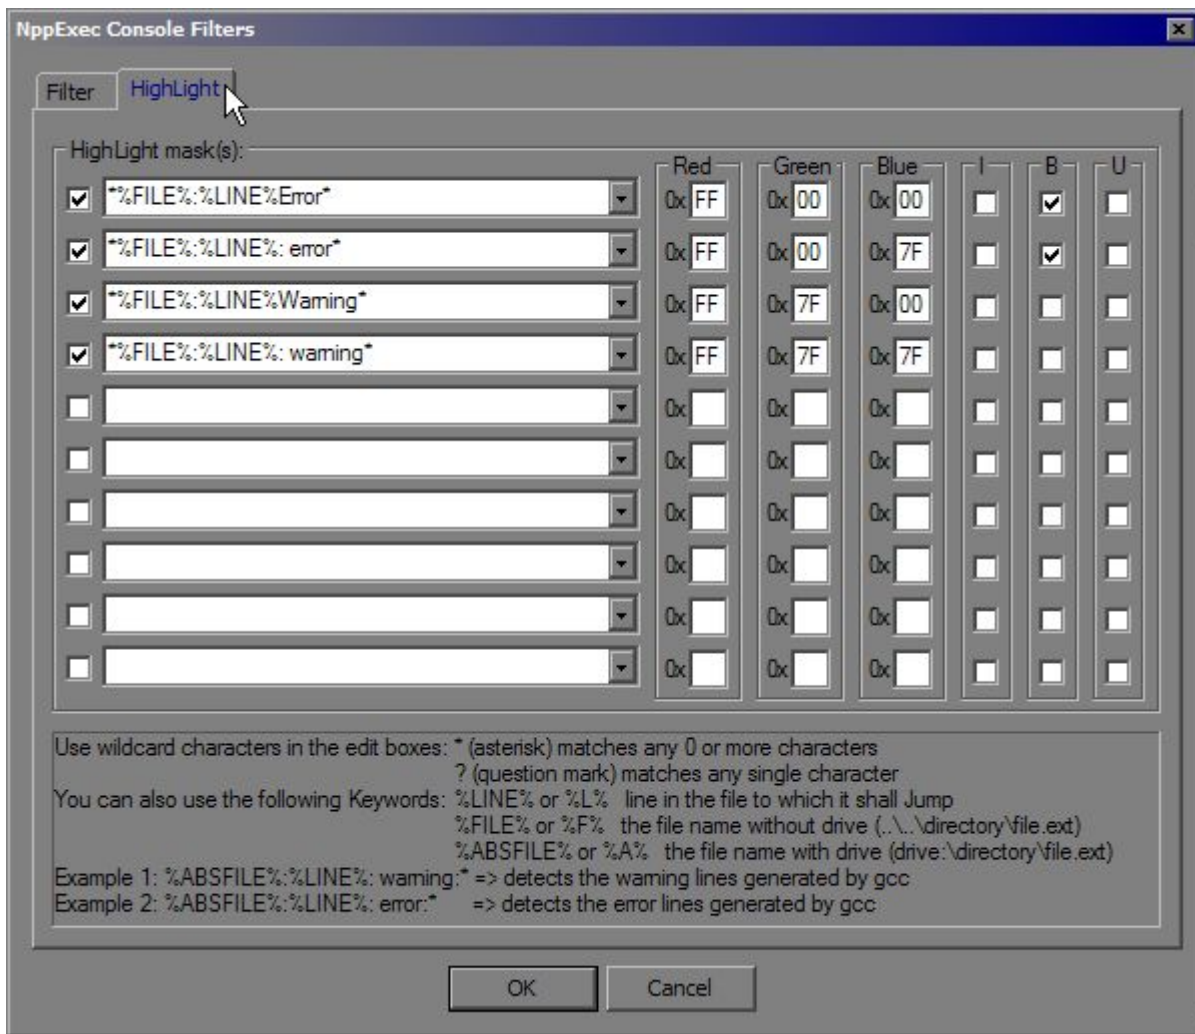 NppExec Console Filters
Filter HighLight
HighLight mask(s): Red Green Blue I B U
*%FILE%:%LINE%Error* 0x FF 0x 00 0x 00
*%FILE%:%LINE%: error* 0x FF 0x 00 0x 7F
*%FILE%:%LINE%Warning* 0x FF 0x 7F 0x 00
*%FILE%:%LINE%: warning* 0x FF 0x 7F 0x 7F
0x 0x 0x
0x 0x 0x
0x 0x 0x
0x 0x 0x
0x 0x 0x
0x 0x 0x
Use wildcard characters in the edit boxes: * (asterisk) matches any 0 or more characters
? (question mark) matches any single character
You can also use the following Keywords: %LINE% or %L% line in the file to which it shall Jump
%FILE% or %F% the file name without drive (..\..\directory\file.ext)
%ABSFILE% or %A% the file name with drive (drive:\directory\file.ext)
Example 1: %ABSFILE%:%LINE%: warning:* => detects the warning lines generated by gcc
Example 2: %ABSFILE%:%LINE%: error:* => detects the error lines generated by gcc
OK Cancel